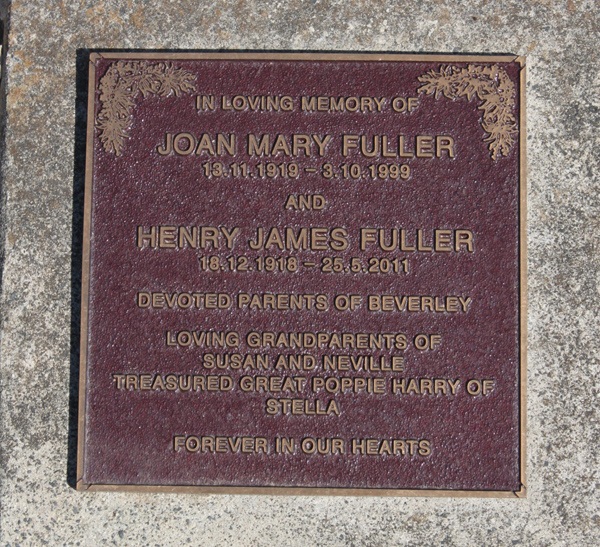 IN LOVING MEMORY OF
JOAN MARY FULLER
13.11.1919 – 3.10.1999
AND
HENRY JAMES FULLER
18.12.1918 – 25.5.2011
DEVOTED PARENTS OF BEVERLEY
LOVING GRANDPARENTS OF
SUSAN AND NEVILLE
TREASURED GREAT POPPIE HARRY OF
STELLA
FOREVER IN OUR HEARTS